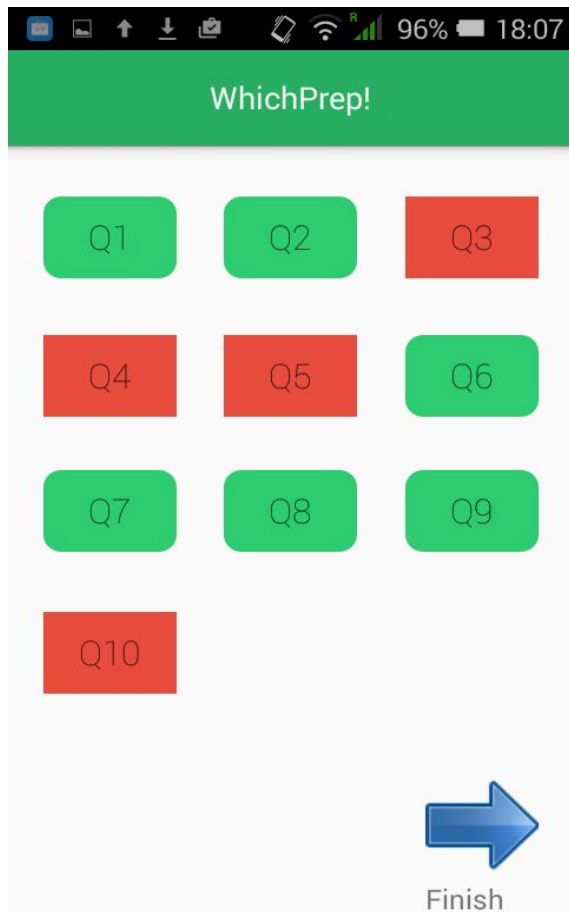 R 96% 18:07
WhichPrep!
Q1 Q2 Q3
Q4 Q5 Q6
Q7 Q8 Q9
Q10
Finish